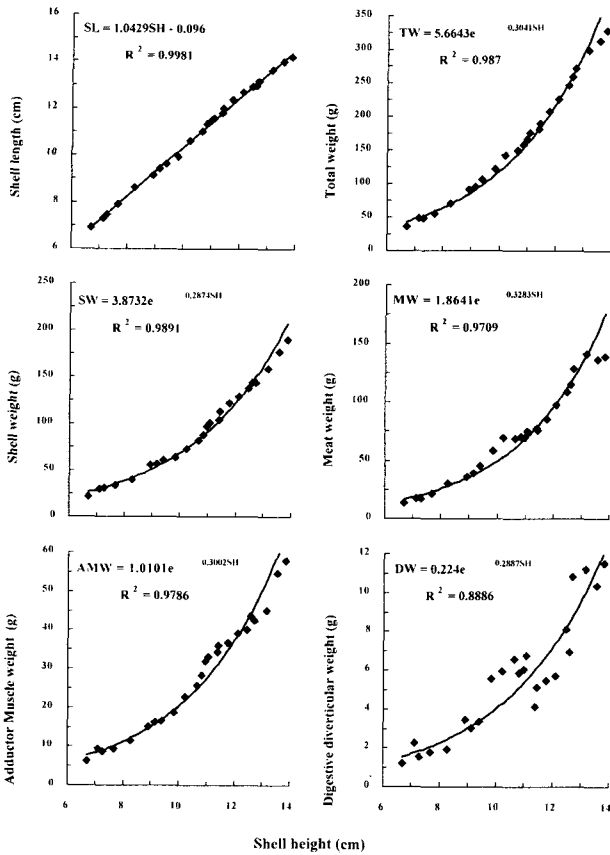 SL = 1.0429SH - 0.096
R² = 0.9981
16
14
12
10
8
6
Shell length (cm)
TW = 5.6643e^0.3041SH
R² = 0.987
350
300
250
200
150
100
50
0
Total weight (g)
SW = 3.8732e^0.2874SH
R² = 0.9891
250
200
150
100
50
0
Shell weight (g)
MW = 1.8641e^0.3283SH
R² = 0.9709
200
150
100
50
0
Meat weight (g)
AMW = 1.0101e^0.3002SH
R² = 0.9786
60
50
40
30
20
10
0
Adductor Muscle weight (g)
6 8 10 12 14
DW = 0.224e^0.2887SH
R² = 0.8886
12
10
8
6
4
2
0
Digestive diverticular weight (g)
6 8 10 12 14
Shell height (cm)